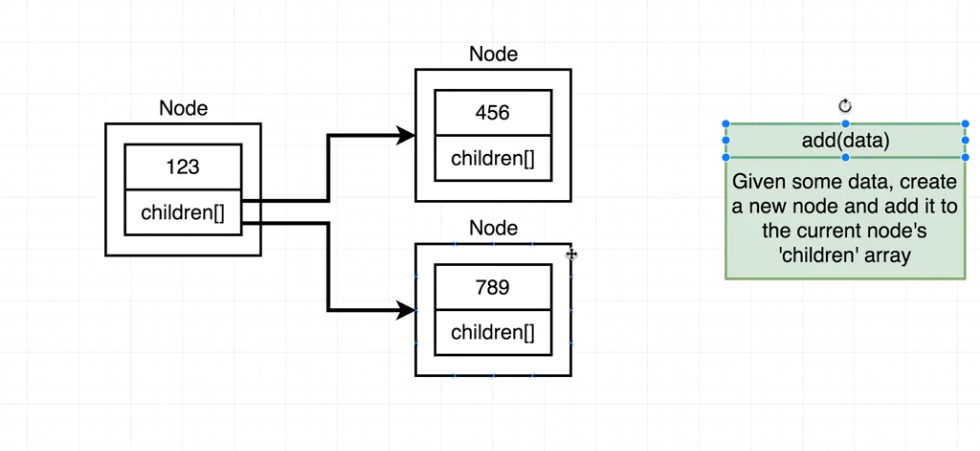 Node
123
children[]
Node
456
children[]
Node
789
children[]
add(data)
Given some data, create
a new node and add it to
the current node's
'children' array